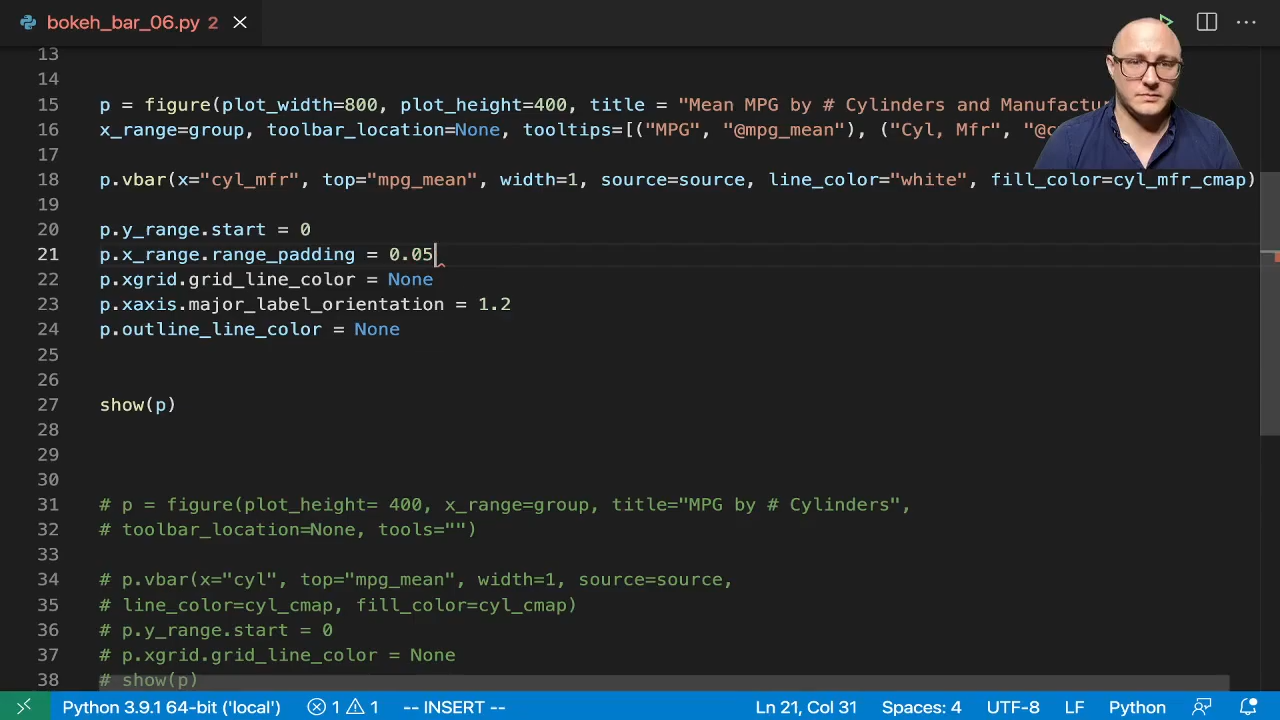 bokeh_bar_06.py 2
13
14
15 p = figure(plot_width=800, plot_height=400, title = "Mean MPG by # Cylinders and Manufactu
16 x_range=group, toolbar_location=None, tooltips=[("MPG", "@mpg_mean"), ("Cyl, Mfr", "@c
17
18 p.vbar(x="cyl_mfr", top="mpg_mean", width=1, source=source, line_color="white", fill_color=cyl_mfr_cmap)
19
20 p.y_range.start = 0
21 p.x_range.range_padding = 0.05
22 p.xgrid.grid_line_color = None
23 p.xaxis.major_label_orientation = 1.2
24 p.outline_line_color = None
25
26
27 show(p)
28
29
30
31 # p = figure(plot_height= 400, x_range=group, title="MPG by # Cylinders",
32 # toolbar_location=None, tools="")
33
34 # p.vbar(x="cyl", top="mpg_mean", width=1, source=source,
35 # line_color=cyl_cmap, fill_color=cyl_cmap)
36 # p.y_range.start = 0
37 # p.xgrid.grid_line_color = None
38 # show(p)
Python 3.9.1 64-bit ('local') 1 1 -- INSERT -- Ln 21, Col 31 Spaces: 4 UTF-8 LF Python